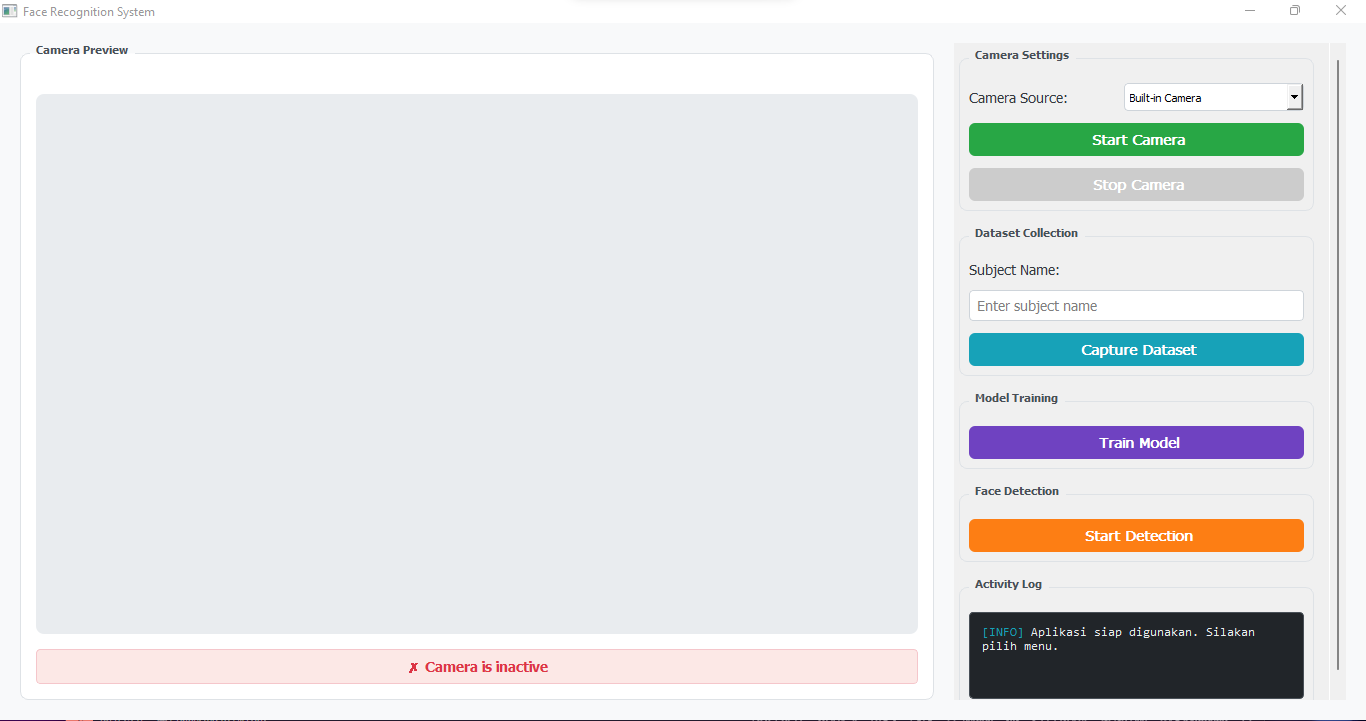 Face Recognition System
Camera Preview
✗ Camera is inactive
Camera Settings
Camera Source:
Built-in Camera
Start Camera
Stop Camera
Dataset Collection
Subject Name:
Enter subject name
Capture Dataset
Model Training
Train Model
Face Detection
Start Detection
Activity Log
[INFO] Aplikasi siap digunakan. Silakan
pilih menu.